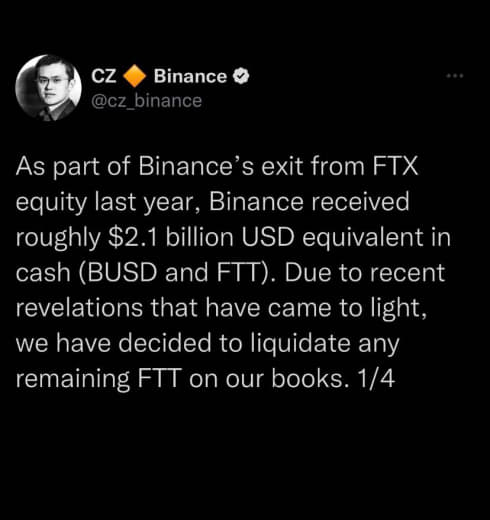 CZ 🔶 Binance
@cz_binance
As part of Binance’s exit from FTX
equity last year, Binance received
roughly $2.1 billion USD equivalent in
cash (BUSD and FTT). Due to recent
revelations that have came to light,
we have decided to liquidate any
remaining FTT on our books. 1/4